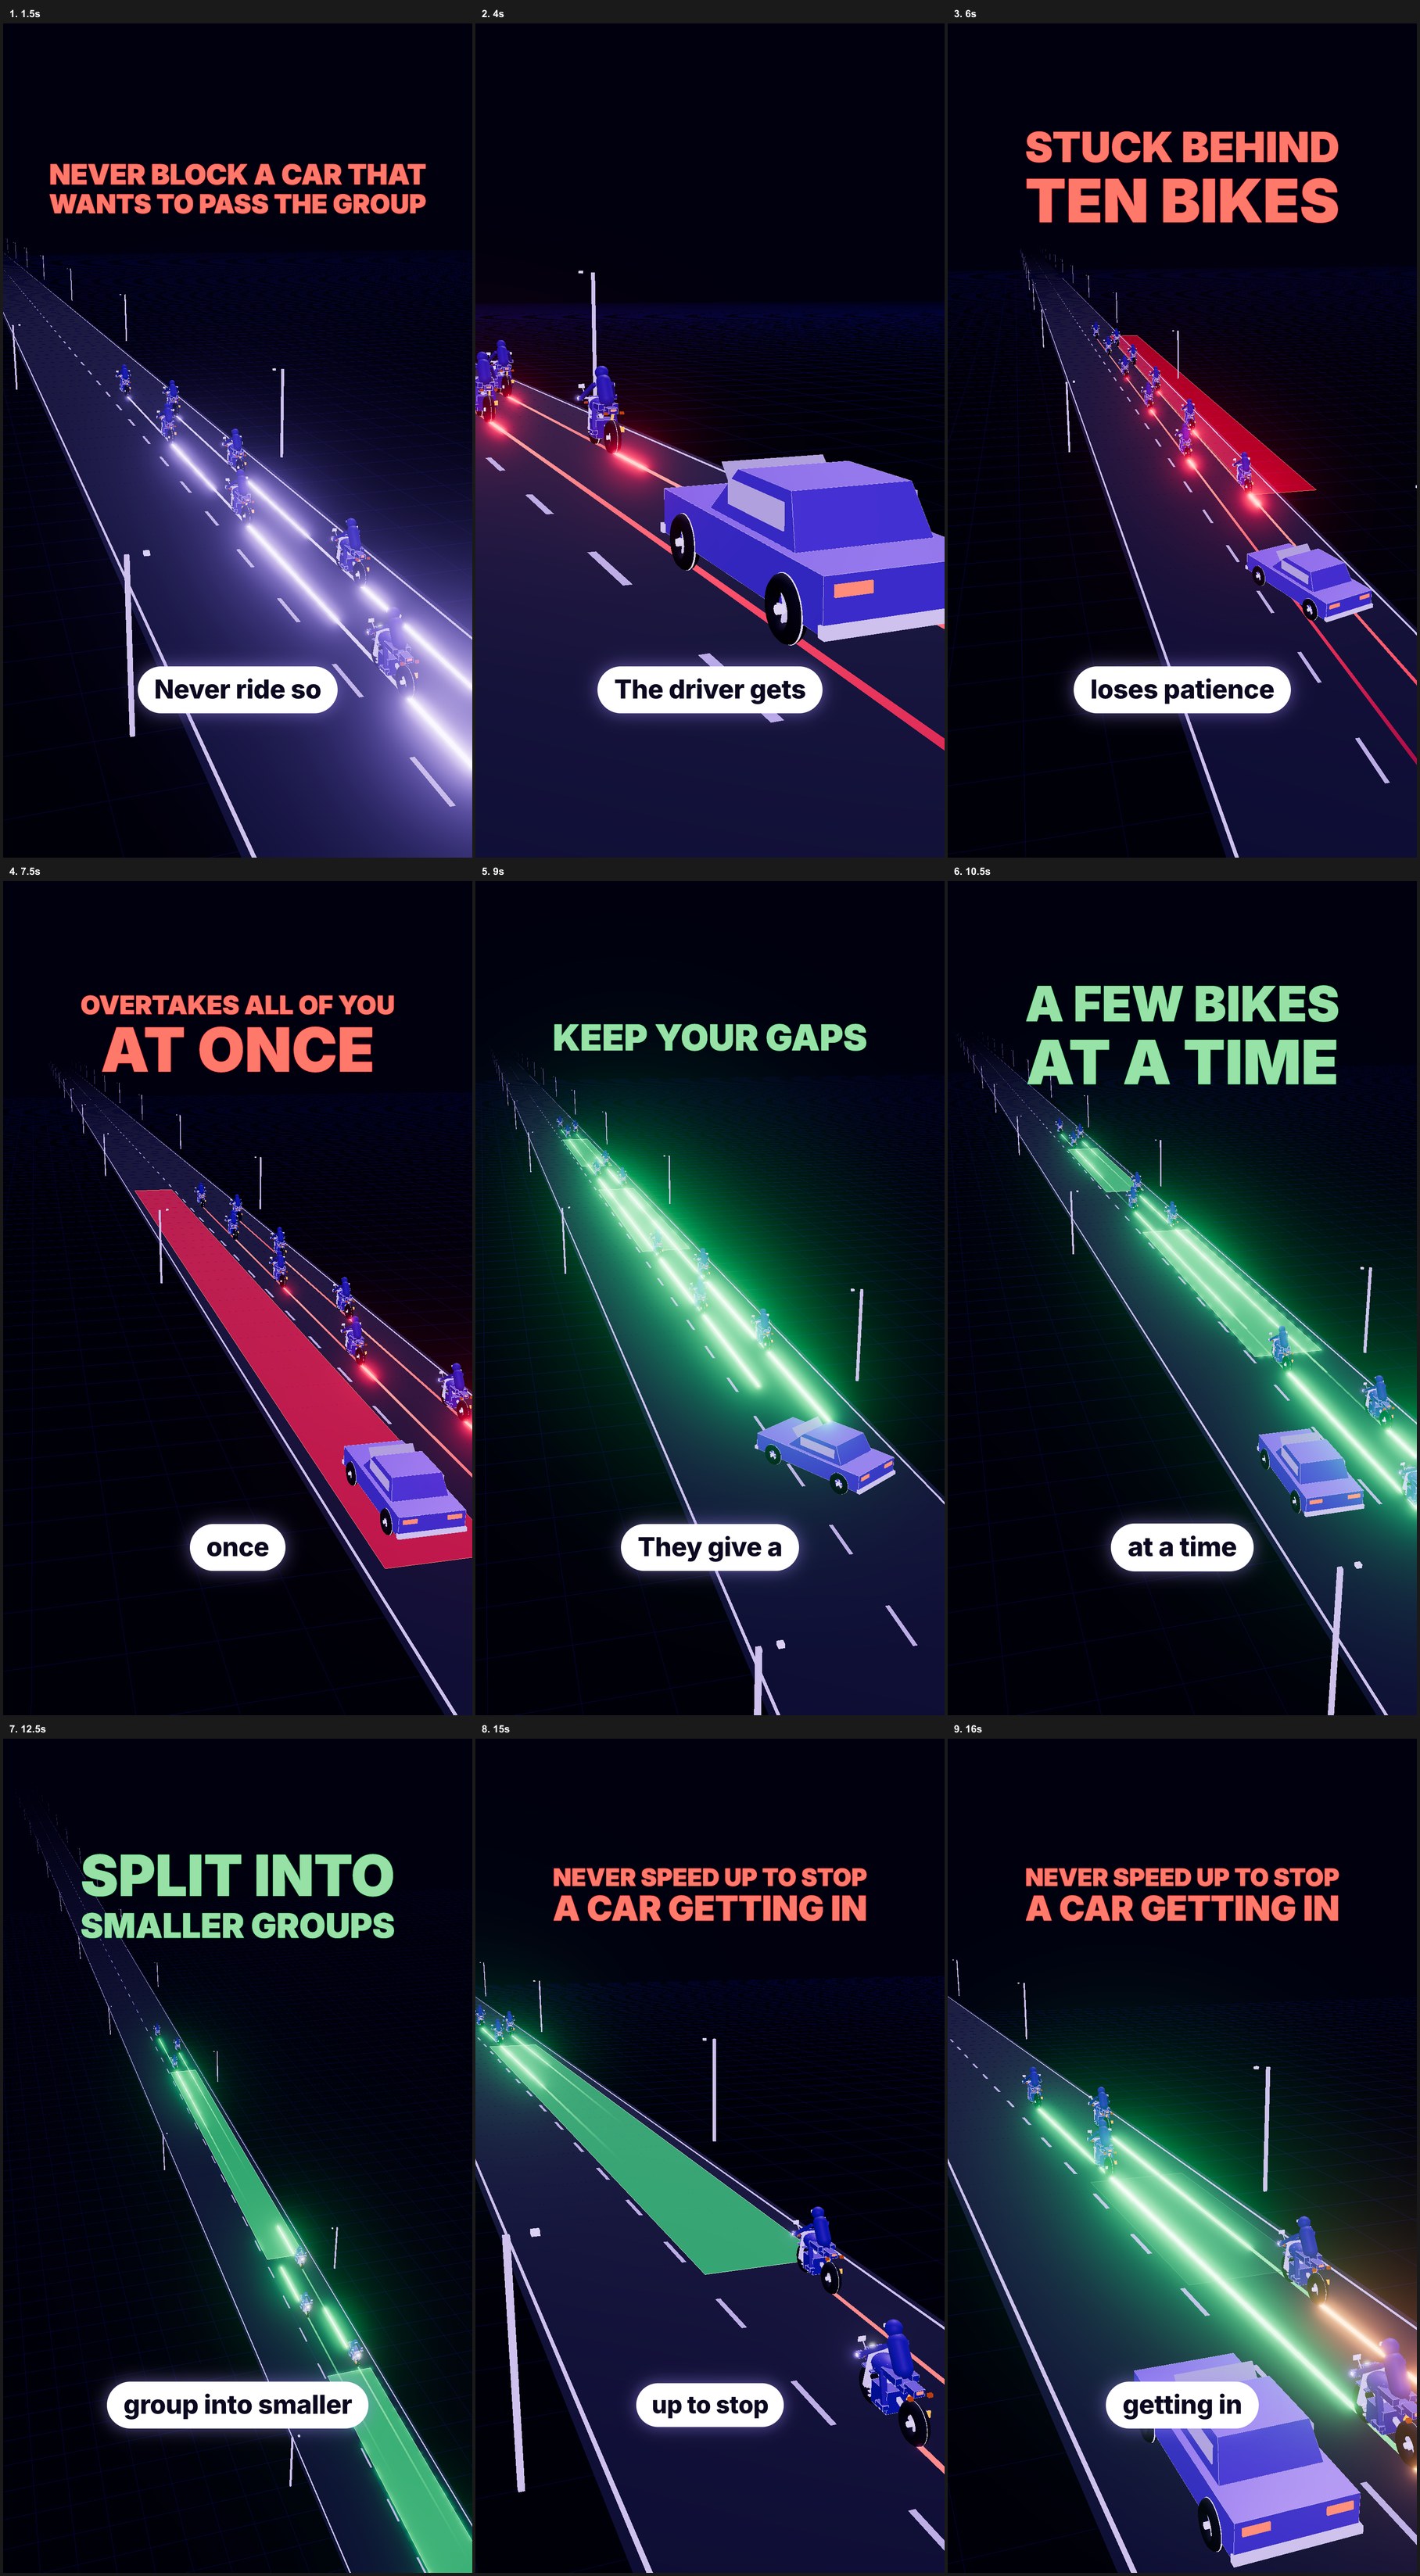 1. 1.5s
NEVER BLOCK A CAR THAT
WANTS TO PASS THE GROUP
Never ride so
2. 4s
The driver gets
3. 6s
STUCK BEHIND
TEN BIKES
loses patience
4. 7.5s
OVERTAKES ALL OF YOU
AT ONCE
once
5. 9s
KEEP YOUR GAPS
They give a
6. 10.5s
A FEW BIKES
AT A TIME
at a time
7. 12.5s
SPLIT INTO
SMALLER GROUPS
group into smaller
8. 15s
NEVER SPEED UP TO STOP
A CAR GETTING IN
up to stop
9. 16s
NEVER SPEED UP TO STOP
A CAR GETTING IN
getting in